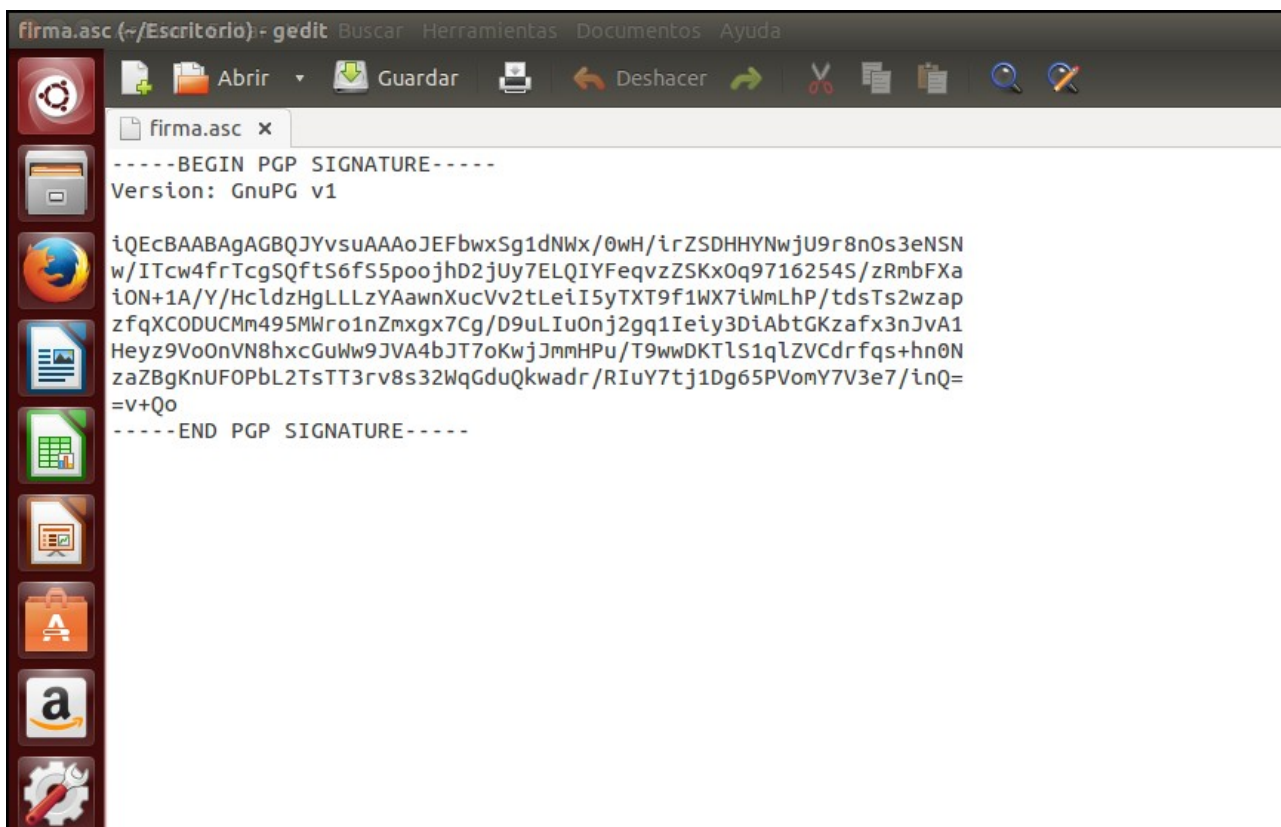 firma.asc (~/Escritorio) - gedit Buscar Herramientas Documentos Ayuda
Abrir Guardar Deshacer
firma.asc
-----BEGIN PGP SIGNATURE-----
Version: GnuPG v1
iQEcBAABAgAGBQJYvsuAAAoJEFbwxSg1dNWx/0wH/irZSDHHYNwjU9r8nOs3eNSN
w/ITcw4frTcgSQftS6fS5poojhD2jUy7ELQIYFeqvzZSKxOq9716254S/zRmbFXa
iON+1A/Y/HcldzHgLLLzYAawnXucVv2tLeiI5yTXT9f1WX7iWmLhP/tdsTs2wzap
zfqXCODUCMm495MWro1nZmxgx7Cg/D9uLIuOnj2gq1Ieiy3DiAbtGKzafx3nJvA1
Heyz9VoOnVN8hxcGuWw9JVA4bJT7oKwjJmmHPu/T9wwDKTlS1qlZVCdrfqs+hn0N
zaZBgKnUFOPbL2TsTT3rv8s32WqGduQkwadr/RIuY7tj1Dg65PVomY7V3e7/inQ=
=v+Qo
-----END PGP SIGNATURE-----